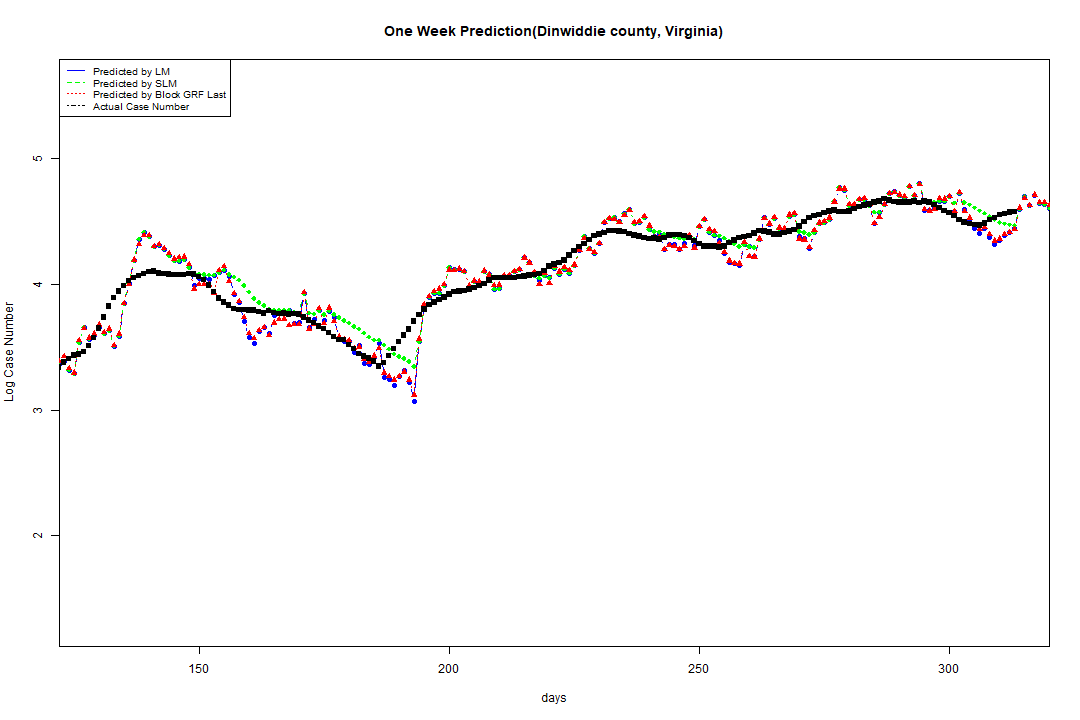 One Week Prediction(Dinwiddie county, Virginia)
Predicted by LM
Predicted by SLM
Predicted by Block GRF Last
Actual Case Number
5
4
3
2
Log Case Number
150 200 250 300
days